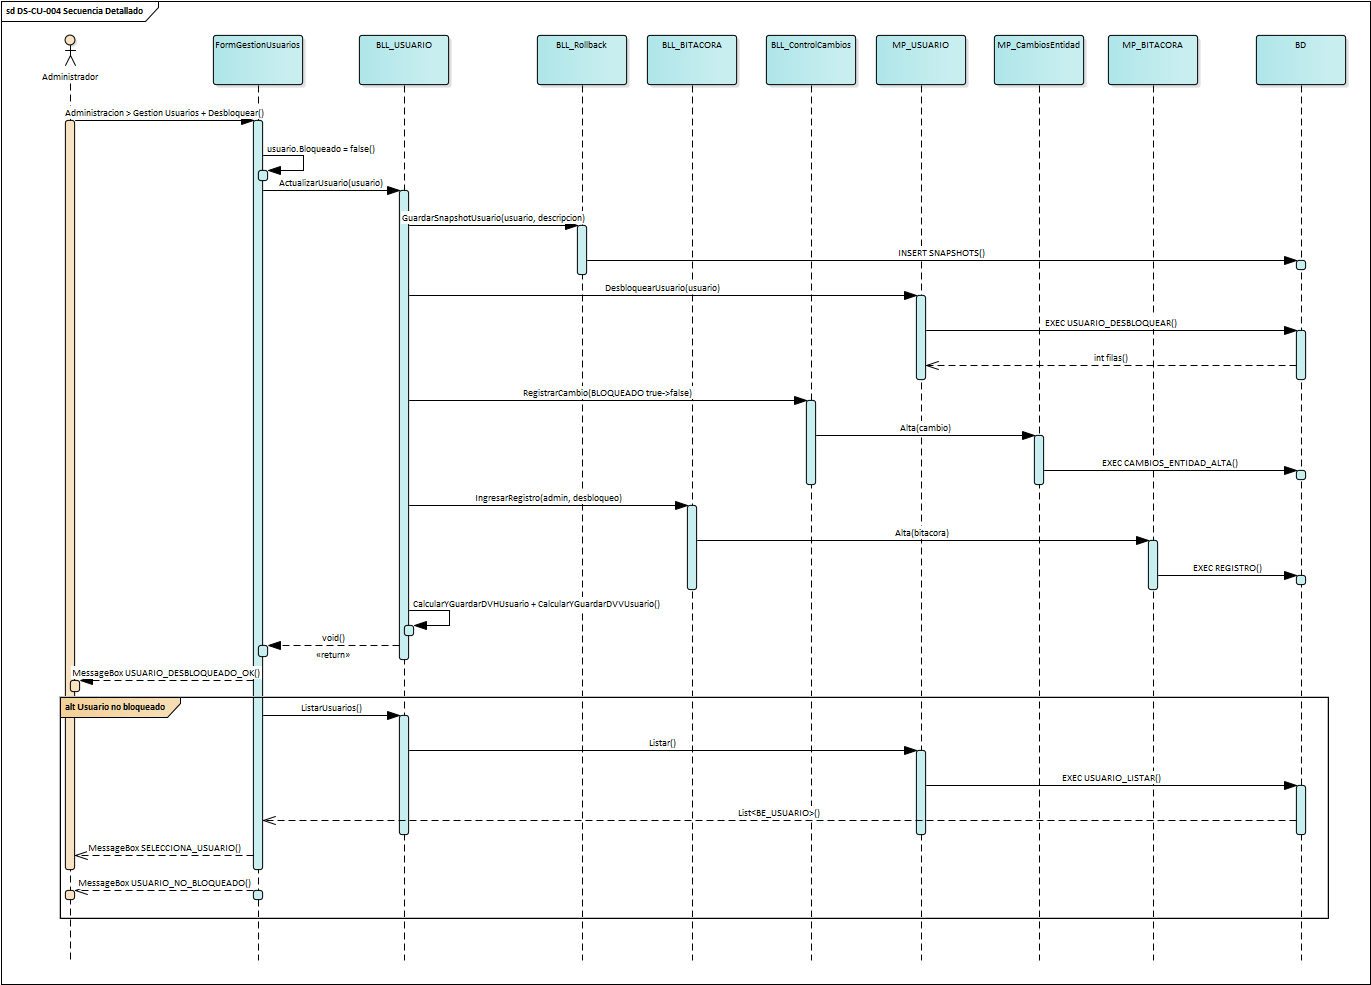 sd DS-CU-004 Secuencia Detallado
Administrador
FormGestionUsuarios
BLL_USUARIO
BLL_Rollback
BLL_BITACORA
BLL_ControlCambios
MP_USUARIO
MP_CambiosEntidad
MP_BITACORA
BD
Administracion > Gestion Usuarios + Desbloquear()
usuario.Bloqueado = false()
ActualizarUsuario(usuario)
GuardarSnapshotUsuario(usuario, descripcion)
INSERT SNAPSHOTS()
DesbloquearUsuario(usuario)
EXEC USUARIO_DESBLOQUEAR()
int filas()
RegistrarCambio(BLOQUEADO true->false)
Alta(cambio)
EXEC CAMBIOS_ENTIDAD_ALTA()
IngresarRegistro(admin, desbloqueo)
Alta(bitacora)
EXEC REGISTRO()
CalcularYGuardarDVHUsuario + CalcularYGuardarDVVUsuario()
void()
«return»
MessageBox USUARIO_DESBLOQUEADO_OK()
alt Usuario no bloqueado
ListarUsuarios()
Listar()
EXEC USUARIO_LISTAR()
List<BE_USUARIO>()
MessageBox SELECCIONA_USUARIO()
MessageBox USUARIO_NO_BLOQUEADO()